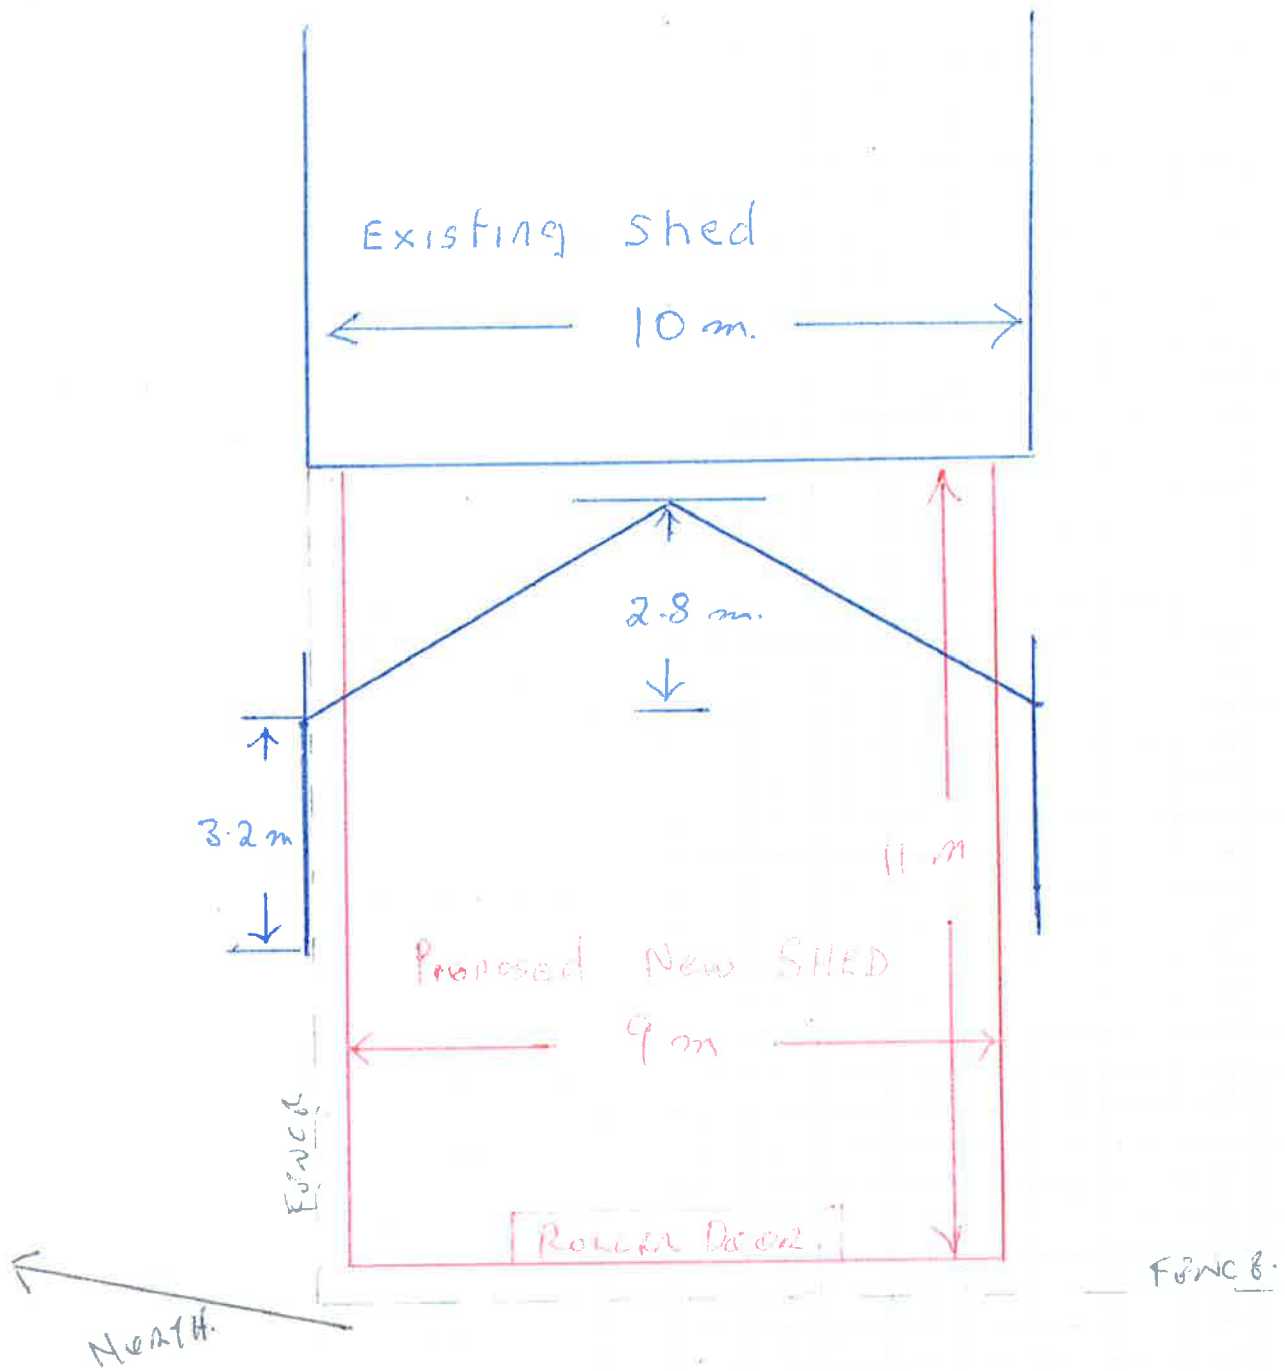 Existing Shed
10 m.
2.8 m.
3.2 m
11 m
Proposed New SHED
9 m
FENCE
ROLLER DOOR.
FENCE.
NORTH.